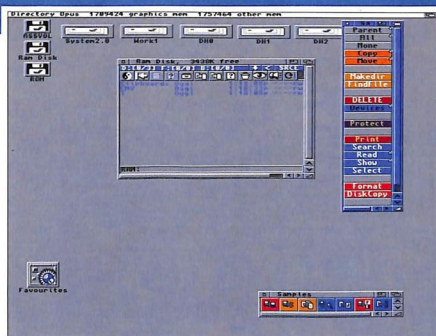 Directory Opus 1789424 graphics mem 1757464 other mem
ASSVOL
System2.0
Work1
DH0
DH1
DH2
Ram Disk
ROM
Ram Disk, 3430K free
SRCE
RAM:
Parent
All
None
Copy
Move
Makedir
FindFile
DELETE
Devices
Protect
Print
Search
Read
Show
Select
Format
DiskCopy
Favourites
Samples